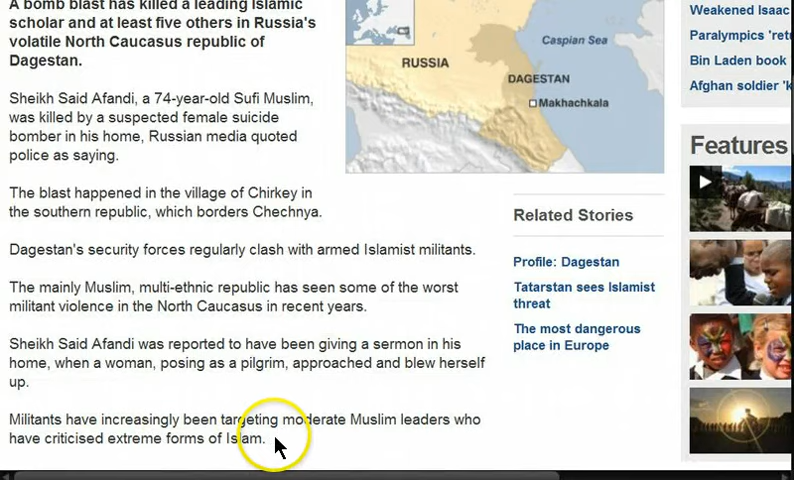 A bomb blast has killed a leading Islamic
scholar and at least five others in Russia's
volatile North Caucasus republic of
Dagestan.
Sheikh Said Afandi, a 74-year-old Sufi Muslim,
was killed by a suspected female suicide
bomber in his home, Russian media quoted
police as saying.
The blast happened in the village of Chirkey in
the southern republic, which borders Chechnya.
Dagestan's security forces regularly clash with armed Islamist militants.
The mainly Muslim, multi-ethnic republic has seen some of the worst
militant violence in the North Caucasus in recent years.
Sheikh Said Afandi was reported to have been giving a sermon in his
home, when a woman, posing as a pilgrim, approached and blew herself
up.
Militants have increasingly been targeting moderate Muslim leaders who
have criticised extreme forms of Islam.
Caspian Sea
RUSSIA
DAGESTAN
Makhachkala
Related Stories
Profile: Dagestan
Tatarstan sees Islamist
threat
The most dangerous
place in Europe
Weakened Isaac
Paralympics 'retu
Bin Laden book
Afghan soldier 'k
Features